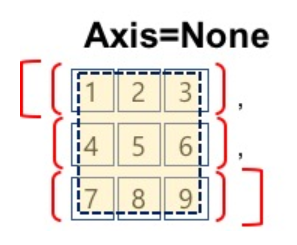 Axis=None
[ ( 1 2 3 ) ,
( 4 5 6 ) ,
( 7 8 9 ) ]